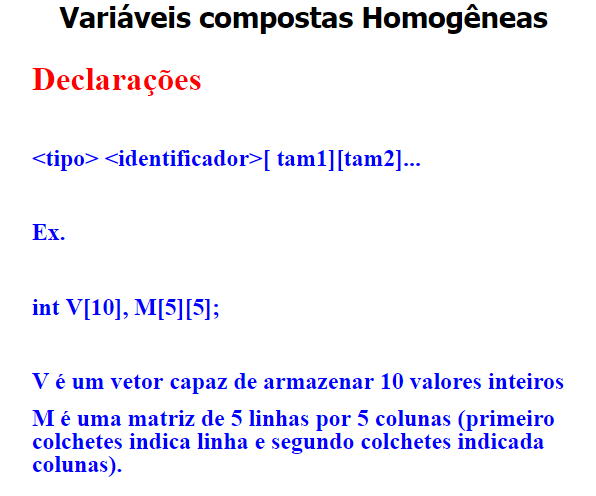 Variáveis compostas Homogêneas
Declarações
<tipo> <identificador>[ tam1][tam2]...
Ex.
int V[10], M[5][5];
V é um vetor capaz de armazenar 10 valores inteiros
M é uma matriz de 5 linhas por 5 colunas (primeiro
colchetes indica linha e segundo colchetes indicada
colunas).